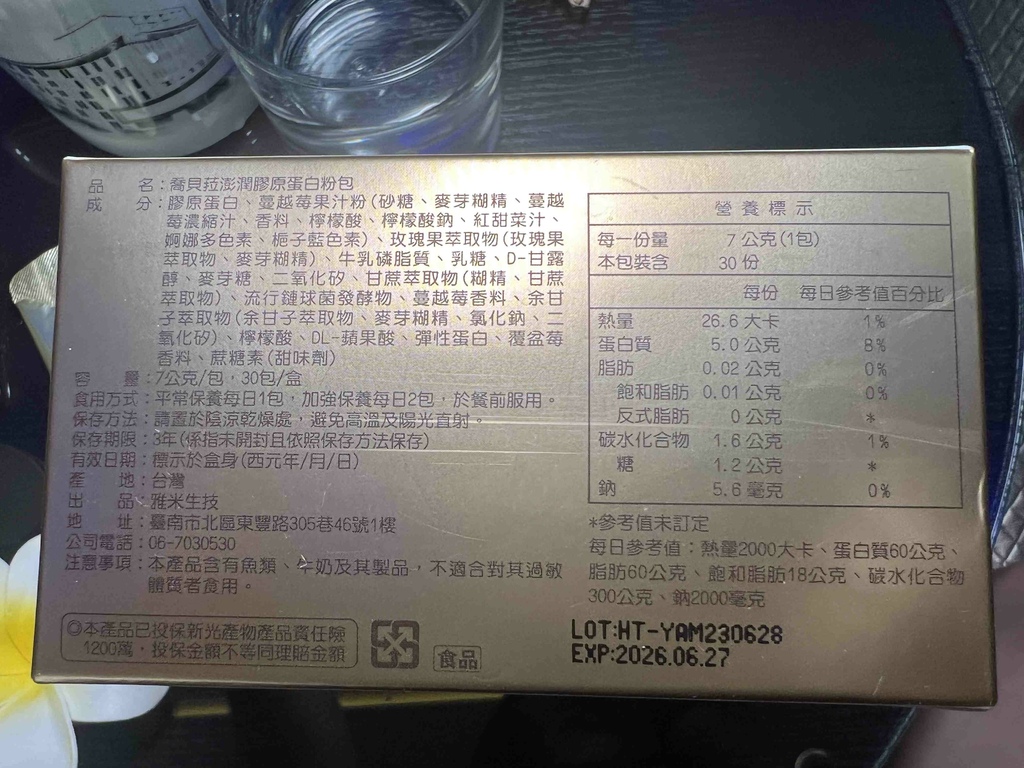 品　　名：喬貝菈澎潤膠原蛋白粉包
成　　分：膠原蛋白、蔓越莓果汁粉(砂糖、麥芽糊精、蔓越
莓濃縮汁、香料、檸檬酸、檸檬酸鈉、紅甜菜汁、
婀娜多色素、梔子藍色素)、玫瑰果萃取物(玫瑰果
萃取物、麥芽糊精)、牛乳磷脂質、乳糖、D-甘露
醇、麥芽糖、二氧化矽、甘蔗萃取物(糊精、甘蔗
萃取物)、流行鏈球菌發酵物、蔓越莓香料、余甘
子萃取物(余甘子萃取物、麥芽糊精、氯化鈉、二
氧化矽)、檸檬酸、DL-蘋果酸、彈性蛋白、覆盆莓
香料、蔗糖素(甜味劑)
容　　量：7公克/包，30包/盒
食用方式：平常保養每日1包，加強保養每日2包，於餐前服用。
保存方法：請置於陰涼乾燥處，避免高溫及陽光直射。
保存期限：3年(係指未開封且依照保存方法保存)
有效日期：標示於盒身(西元年/月/日)
產　　地：台灣
出　　品：雅米生技
地　　址：臺南市北區東豐路305巷46號1樓
公司電話：06-7030530
注意事項：本產品含有魚類、牛奶及其製品，不適合對其過敏
體質者食用。
◎本產品已投保新光產物產品責任險
1200萬，投保金額不等同理賠金額
食品
營養標示
每一份量　7公克(1包)
本包裝含　30份
每份　每日參考值百分比
熱量　26.6大卡　1%
蛋白質　5.0公克　8%
脂肪　0.02公克　0%
飽和脂肪　0.01公克　0%
反式脂肪　0公克　*
碳水化合物　1.6公克　1%
糖　1.2公克　*
鈉　5.6毫克　0%
*參考值未訂定
每日參考值：熱量2000大卡、蛋白質60公克、
脂肪60公克、飽和脂肪18公克、碳水化合物
300公克、鈉2000毫克
LOT:HT-YAM230628
EXP:2026.06.27